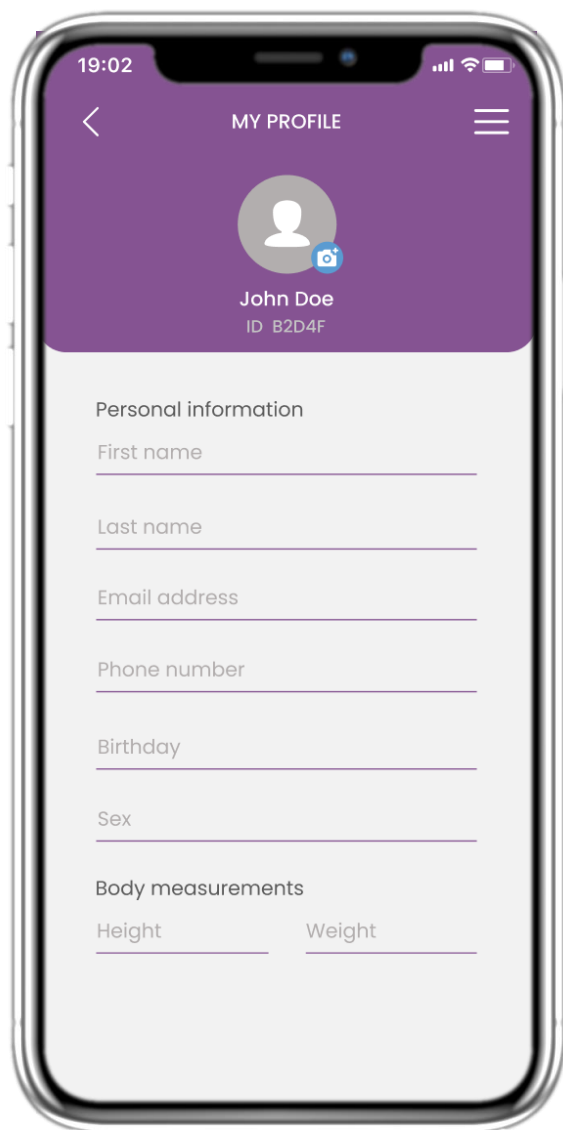 19:02
MY PROFILE
John Doe
ID B2D4F
Personal information
First name
Last name
Email address
Phone number
Birthday
Sex
Body measurements
Height Weight